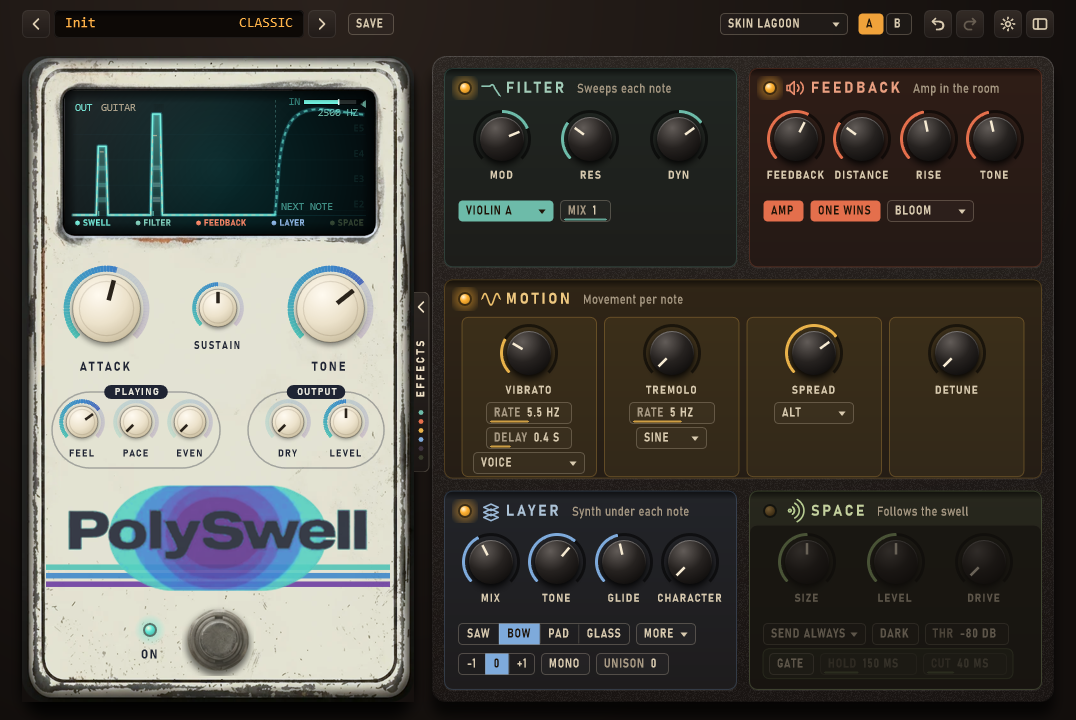 Init CLASSIC
SAVE
SKIN LAGOON
A B
OUT GUITAR
IN
2500 HZ
E5
E4
E3
E2
NEXT NOTE
SWELL FILTER FEEDBACK LAYER SPACE
ATTACK
SUSTAIN
TONE
PLAYING
OUTPUT
FEEL PACE EVEN
DRY LEVEL
PolySwell
ON
EFFECTS
FILTER Sweeps each note
MOD RES DYN
VIOLIN A MIX 1
FEEDBACK Amp in the room
FEEDBACK DISTANCE RISE TONE
AMP ONE WINS BLOOM
MOTION Movement per note
VIBRATO
RATE 5.5 HZ
DELAY 0.4 S
VOICE
TREMOLO
RATE 5 HZ
SINE
SPREAD
ALT
DETUNE
LAYER Synth under each note
MIX TONE GLIDE CHARACTER
SAW BOW PAD GLASS MORE
-1 0 +1 MONO UNISON 0
SPACE Follows the swell
SIZE LEVEL DRIVE
SEND ALWAYS DARK THR -80 DB
GATE HOLD 150 MS CUT 40 MS